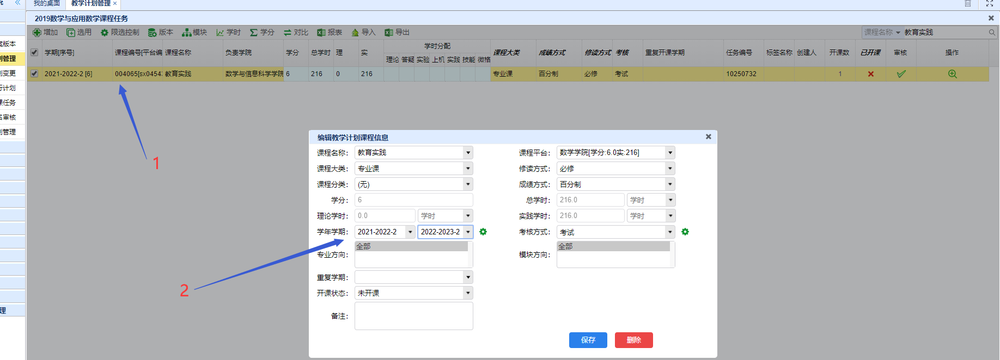 我的桌面 教学计划管理 ×
2019数学与应用数学课程任务
增加 选用 限选控制 版本 模块 学时 学分 对比 报表 导入 导出 课程名称 教育实践
学期[序号] 课程编号[平台编 课程名称 负责学院 学分 总学时 理 实 学时分配 课程大类 成绩方式 修读方式 考核 重复开课学期 任务编号 标签名称 创建人 开课数 已开课 审核 操作
理论 答疑 实验 上机 实践 技能 微格
2021-2022-2 [6] 004065[sx0454 教育实践 数学与信息科学学院 6 216 0 216 专业课 百分制 必修 考试 10250732 1
版本
划管理
划变更
行计划
课任务
名审核
划管理
理
1
2
编辑教学计划课程信息
课程名称: 教育实践 课程平台: 数学学院[学分:6.0实:216]
课程大类: 专业课 修读方式: 必修
课程分类: (无) 成绩方式: 百分制
学分: 6 总学时: 216.0 学时
理论学时: 0.0 学时 实践学时: 216.0 学时
学年学期: 2021-2022-2 2022-2023-2 考核方式: 考试
专业方向: 全部 模块方向: 全部
重复学期:
开课状态: 未开课
备注:
保存 删除